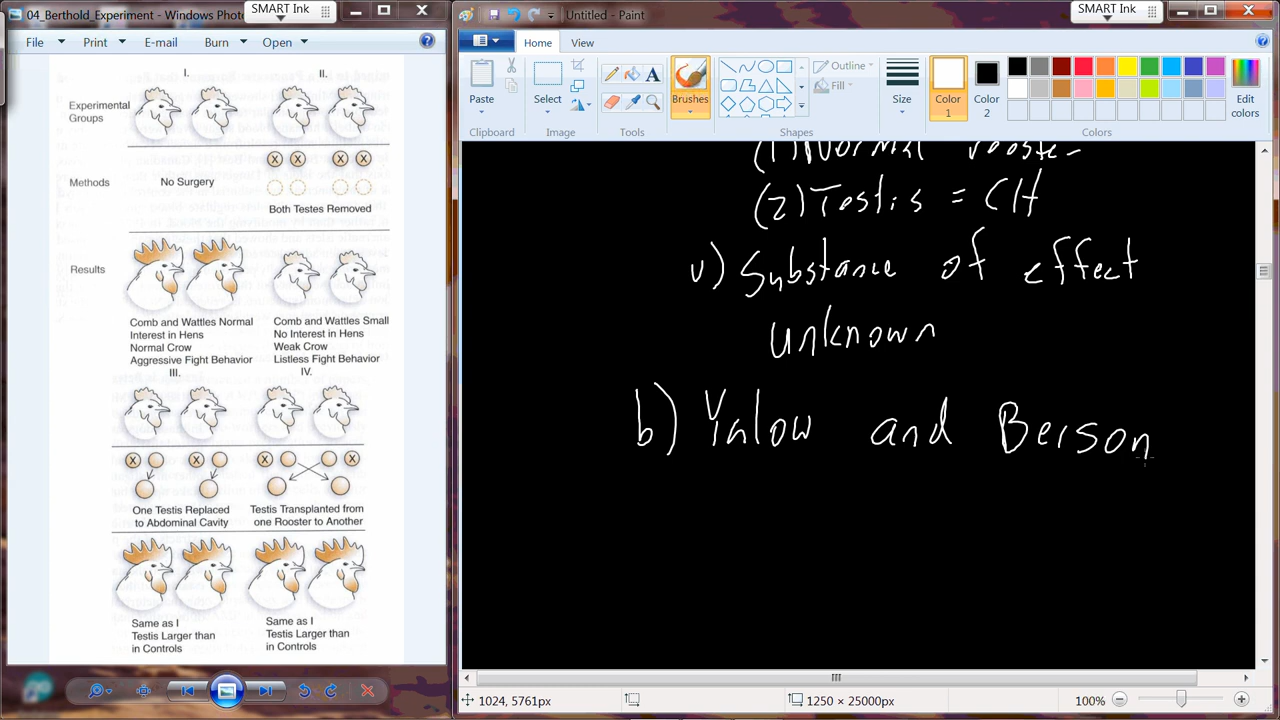 04_Berthold_Experiment - Windows Phot
SMART Ink
File Print E-mail Burn Open
I. II.
Experimental
Groups
X X X X
Methods
No Surgery
Both Testes Removed
Results
Comb and Wattles Normal
Interest in Hens
Normal Crow
Aggressive Fight Behavior
Comb and Wattles Small
No Interest in Hens
Weak Crow
Listless Fight Behavior
III. IV.
X X X X
One Testis Replaced
to Abdominal Cavity
Testis Transplanted from
one Rooster to Another
Same as I
Testis Larger than
in Controls
Same as I
Testis Larger than
in Controls
Untitled - Paint
SMART Ink
Home View
Paste
Select
Brushes
Outline
Fill
Size
Color
1
Color
2
Edit
colors
Clipboard Image Tools Shapes Colors
(1) Normal rooster
(2) Testis = CH
v) Substance of effect
unknown
b) Yalow and Berson
1024, 5761px 1250 × 25000px 100%